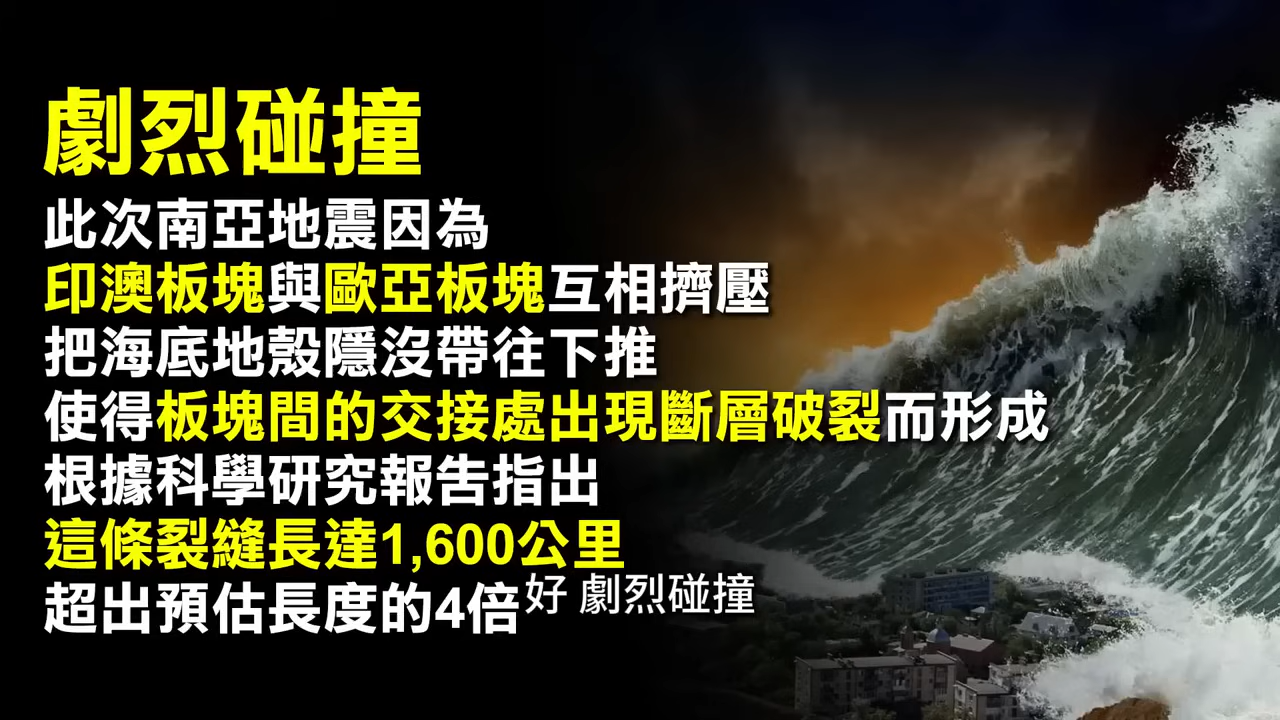 劇烈碰撞
此次南亞地震因為
印澳板塊與歐亞板塊互相擠壓
把海底地殼隱沒帶往下推
使得板塊間的交接處出現斷層破裂而形成
根據科學研究報告指出
這條裂縫長達1,600公里
超出預估長度的4倍
好 劇烈碰撞